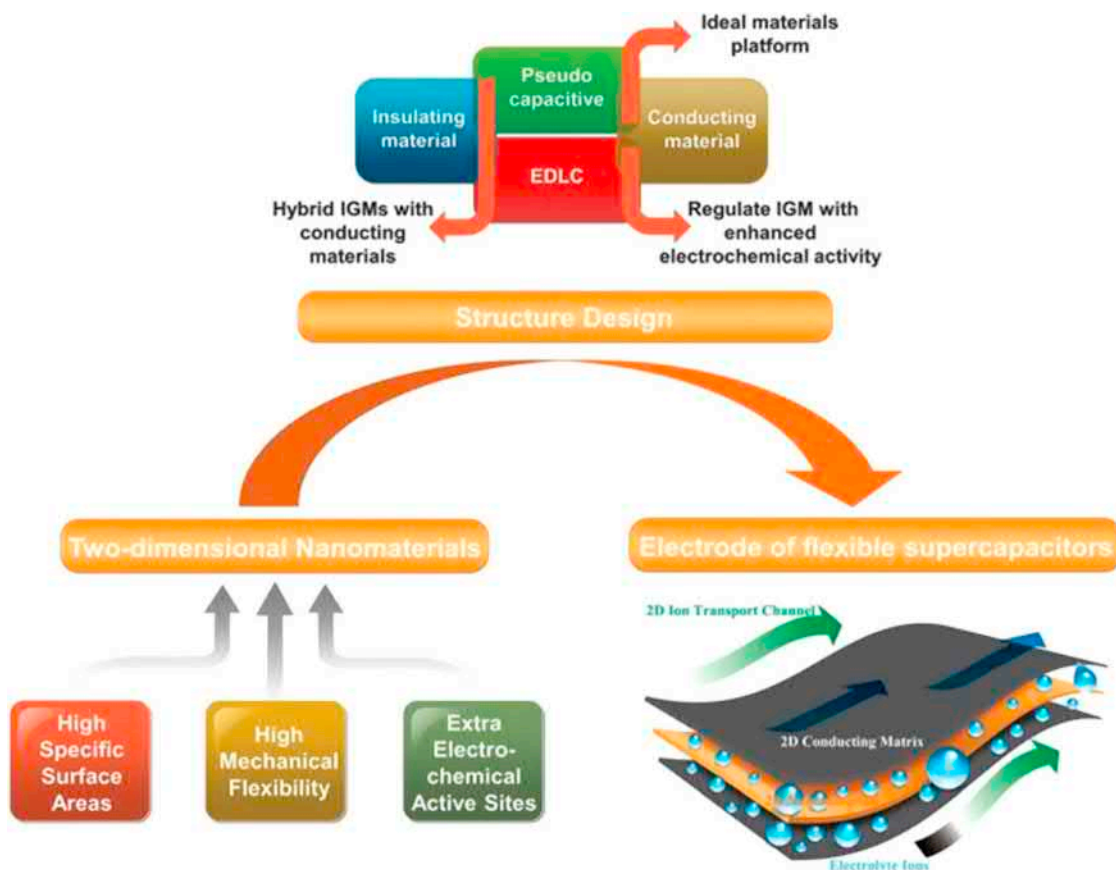 Ideal materials
platform
Pseudo
capacitive
Insulating
material
Conducting
material
EDLC
Hybrid IGMs with
conducting
materials
Regulate IGM with
enhanced
electrochemical activity
Structure Design
Two-dimensional Nanomaterials
Electrode of flexible supercapacitors
High
Specific
Surface
Areas
High
Mechanical
Flexibility
Extra
Electro-
chemical
Active Sites
2D Ion Transport Channel
2D Conducting Matrix
Electrolyte Ions